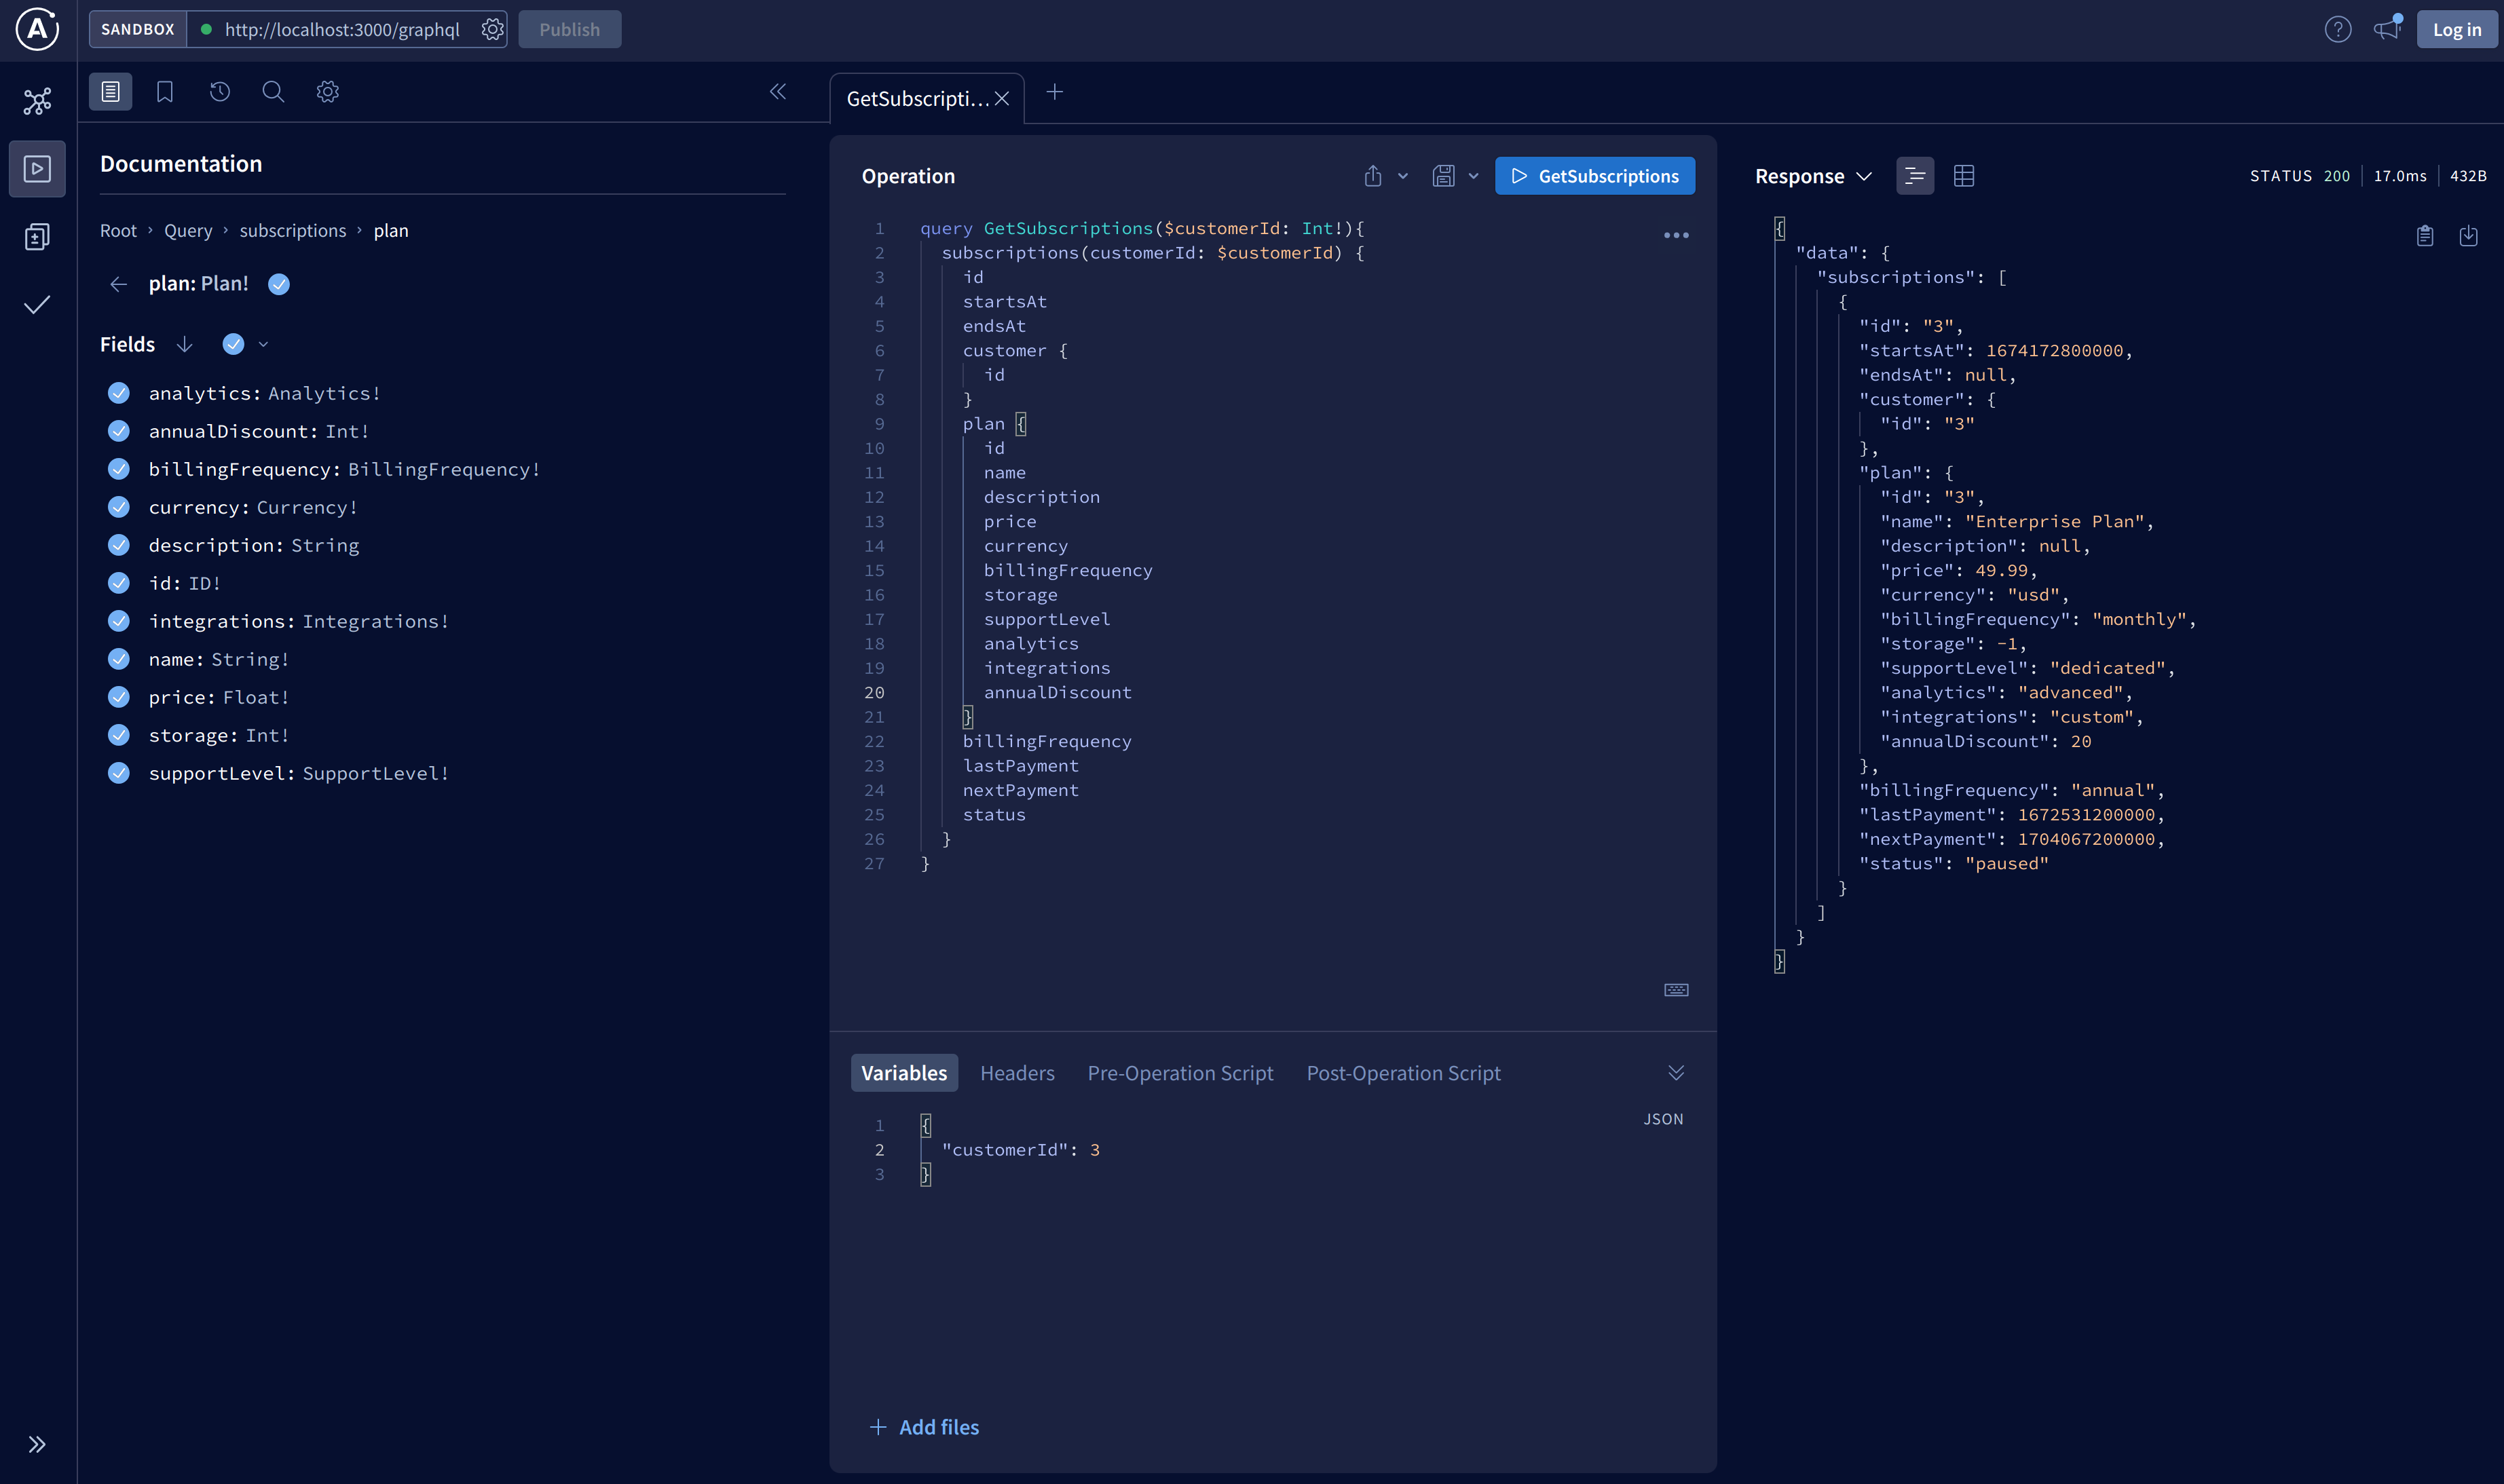 SANDBOX http://localhost:3000/graphql Publish ? Log in
Documentation
Root › Query › subscriptions › plan
plan: Plan!
Fields
analytics: Analytics!
annualDiscount: Int!
billingFrequency: BillingFrequency!
currency: Currency!
description: String
id: ID!
integrations: Integrations!
name: String!
price: Float!
storage: Int!
supportLevel: SupportLevel!
GetSubscripti...
Operation
GetSubscriptions
1 query GetSubscriptions($customerId: Int!){
2 subscriptions(customerId: $customerId) {
3 id
4 startsAt
5 endsAt
6 customer {
7 id
8 }
9 plan {
10 id
11 name
12 description
13 price
14 currency
15 billingFrequency
16 storage
17 supportLevel
18 analytics
19 integrations
20 annualDiscount
21 }
22 billingFrequency
23 lastPayment
24 nextPayment
25 status
26 }
27 }
Variables Headers Pre-Operation Script Post-Operation Script
JSON
1 {
2 "customerId": 3
3 }
+ Add files
Response STATUS 200 17.0ms 432B
{
"data": {
"subscriptions": [
{
"id": "3",
"startsAt": 1674172800000,
"endsAt": null,
"customer": {
"id": "3"
},
"plan": {
"id": "3",
"name": "Enterprise Plan",
"description": null,
"price": 49.99,
"currency": "usd",
"billingFrequency": "monthly",
"storage": -1,
"supportLevel": "dedicated",
"analytics": "advanced",
"integrations": "custom",
"annualDiscount": 20
},
"billingFrequency": "annual",
"lastPayment": 1672531200000,
"nextPayment": 1704067200000,
"status": "paused"
}
]
}
}